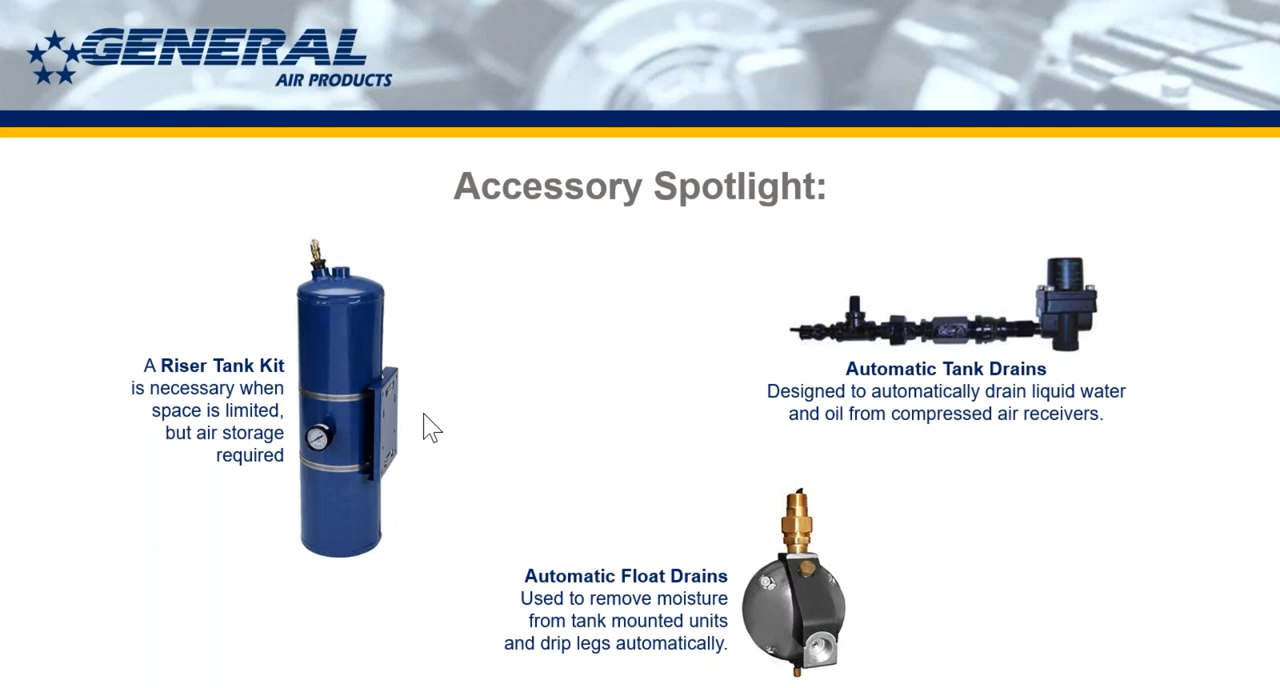 GENERAL
AIR PRODUCTS
Accessory Spotlight:
A Riser Tank Kit
is necessary when
space is limited,
but air storage
required
Automatic Tank Drains
Designed to automatically drain liquid water
and oil from compressed air receivers.
Automatic Float Drains
Used to remove moisture
from tank mounted units
and drip legs automatically.